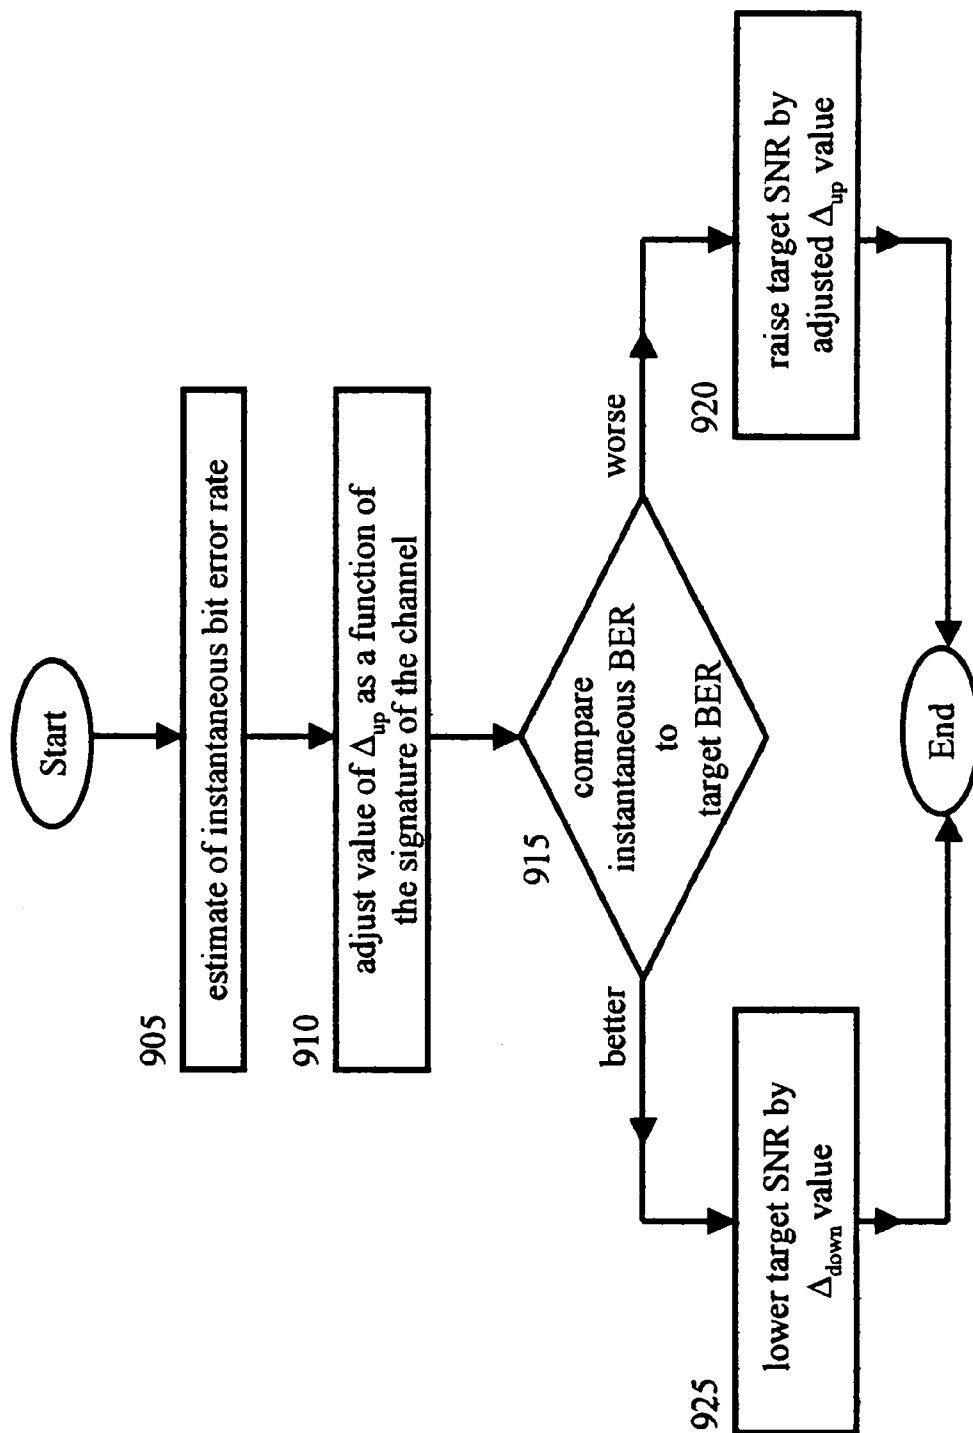 Start
905
estimate of instantaneous bit error rate
910
adjust value of Δup as a function of
the signature of the channel
915
compare
instantaneous BER
to
target BER
better
worse
925
lower target SNR by
Δdown value
920
raise target SNR by
adjusted Δup value
End